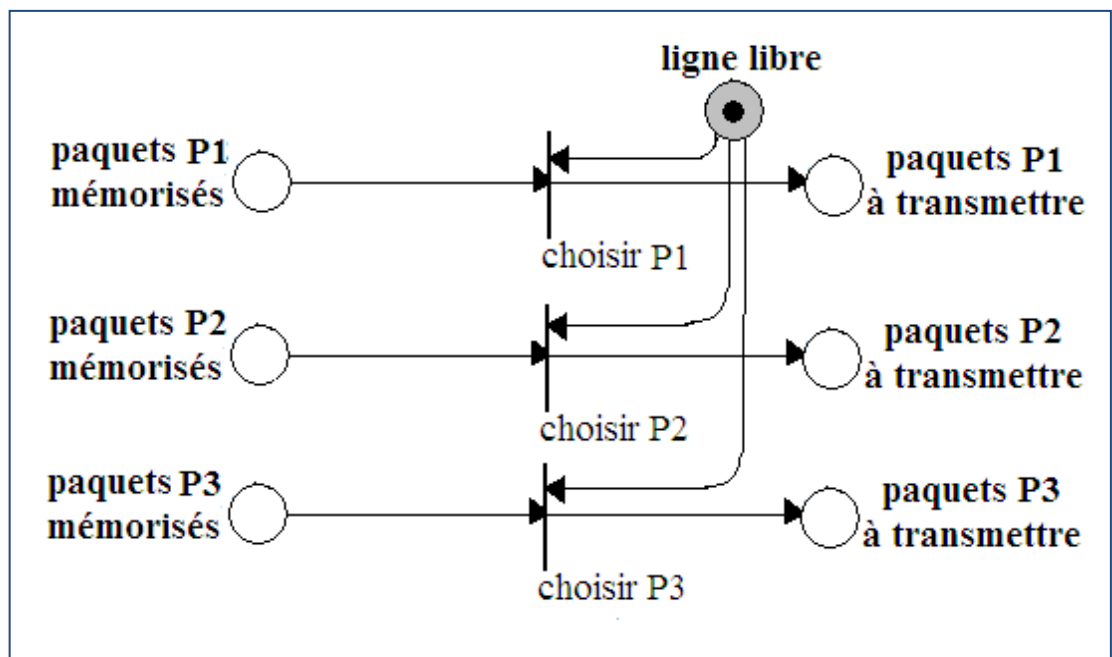 ligne libre
paquets P1
mémorisés
paquets P1
à transmettre
choisir P1
paquets P2
mémorisés
paquets P2
à transmettre
choisir P2
paquets P3
mémorisés
paquets P3
à transmettre
choisir P3